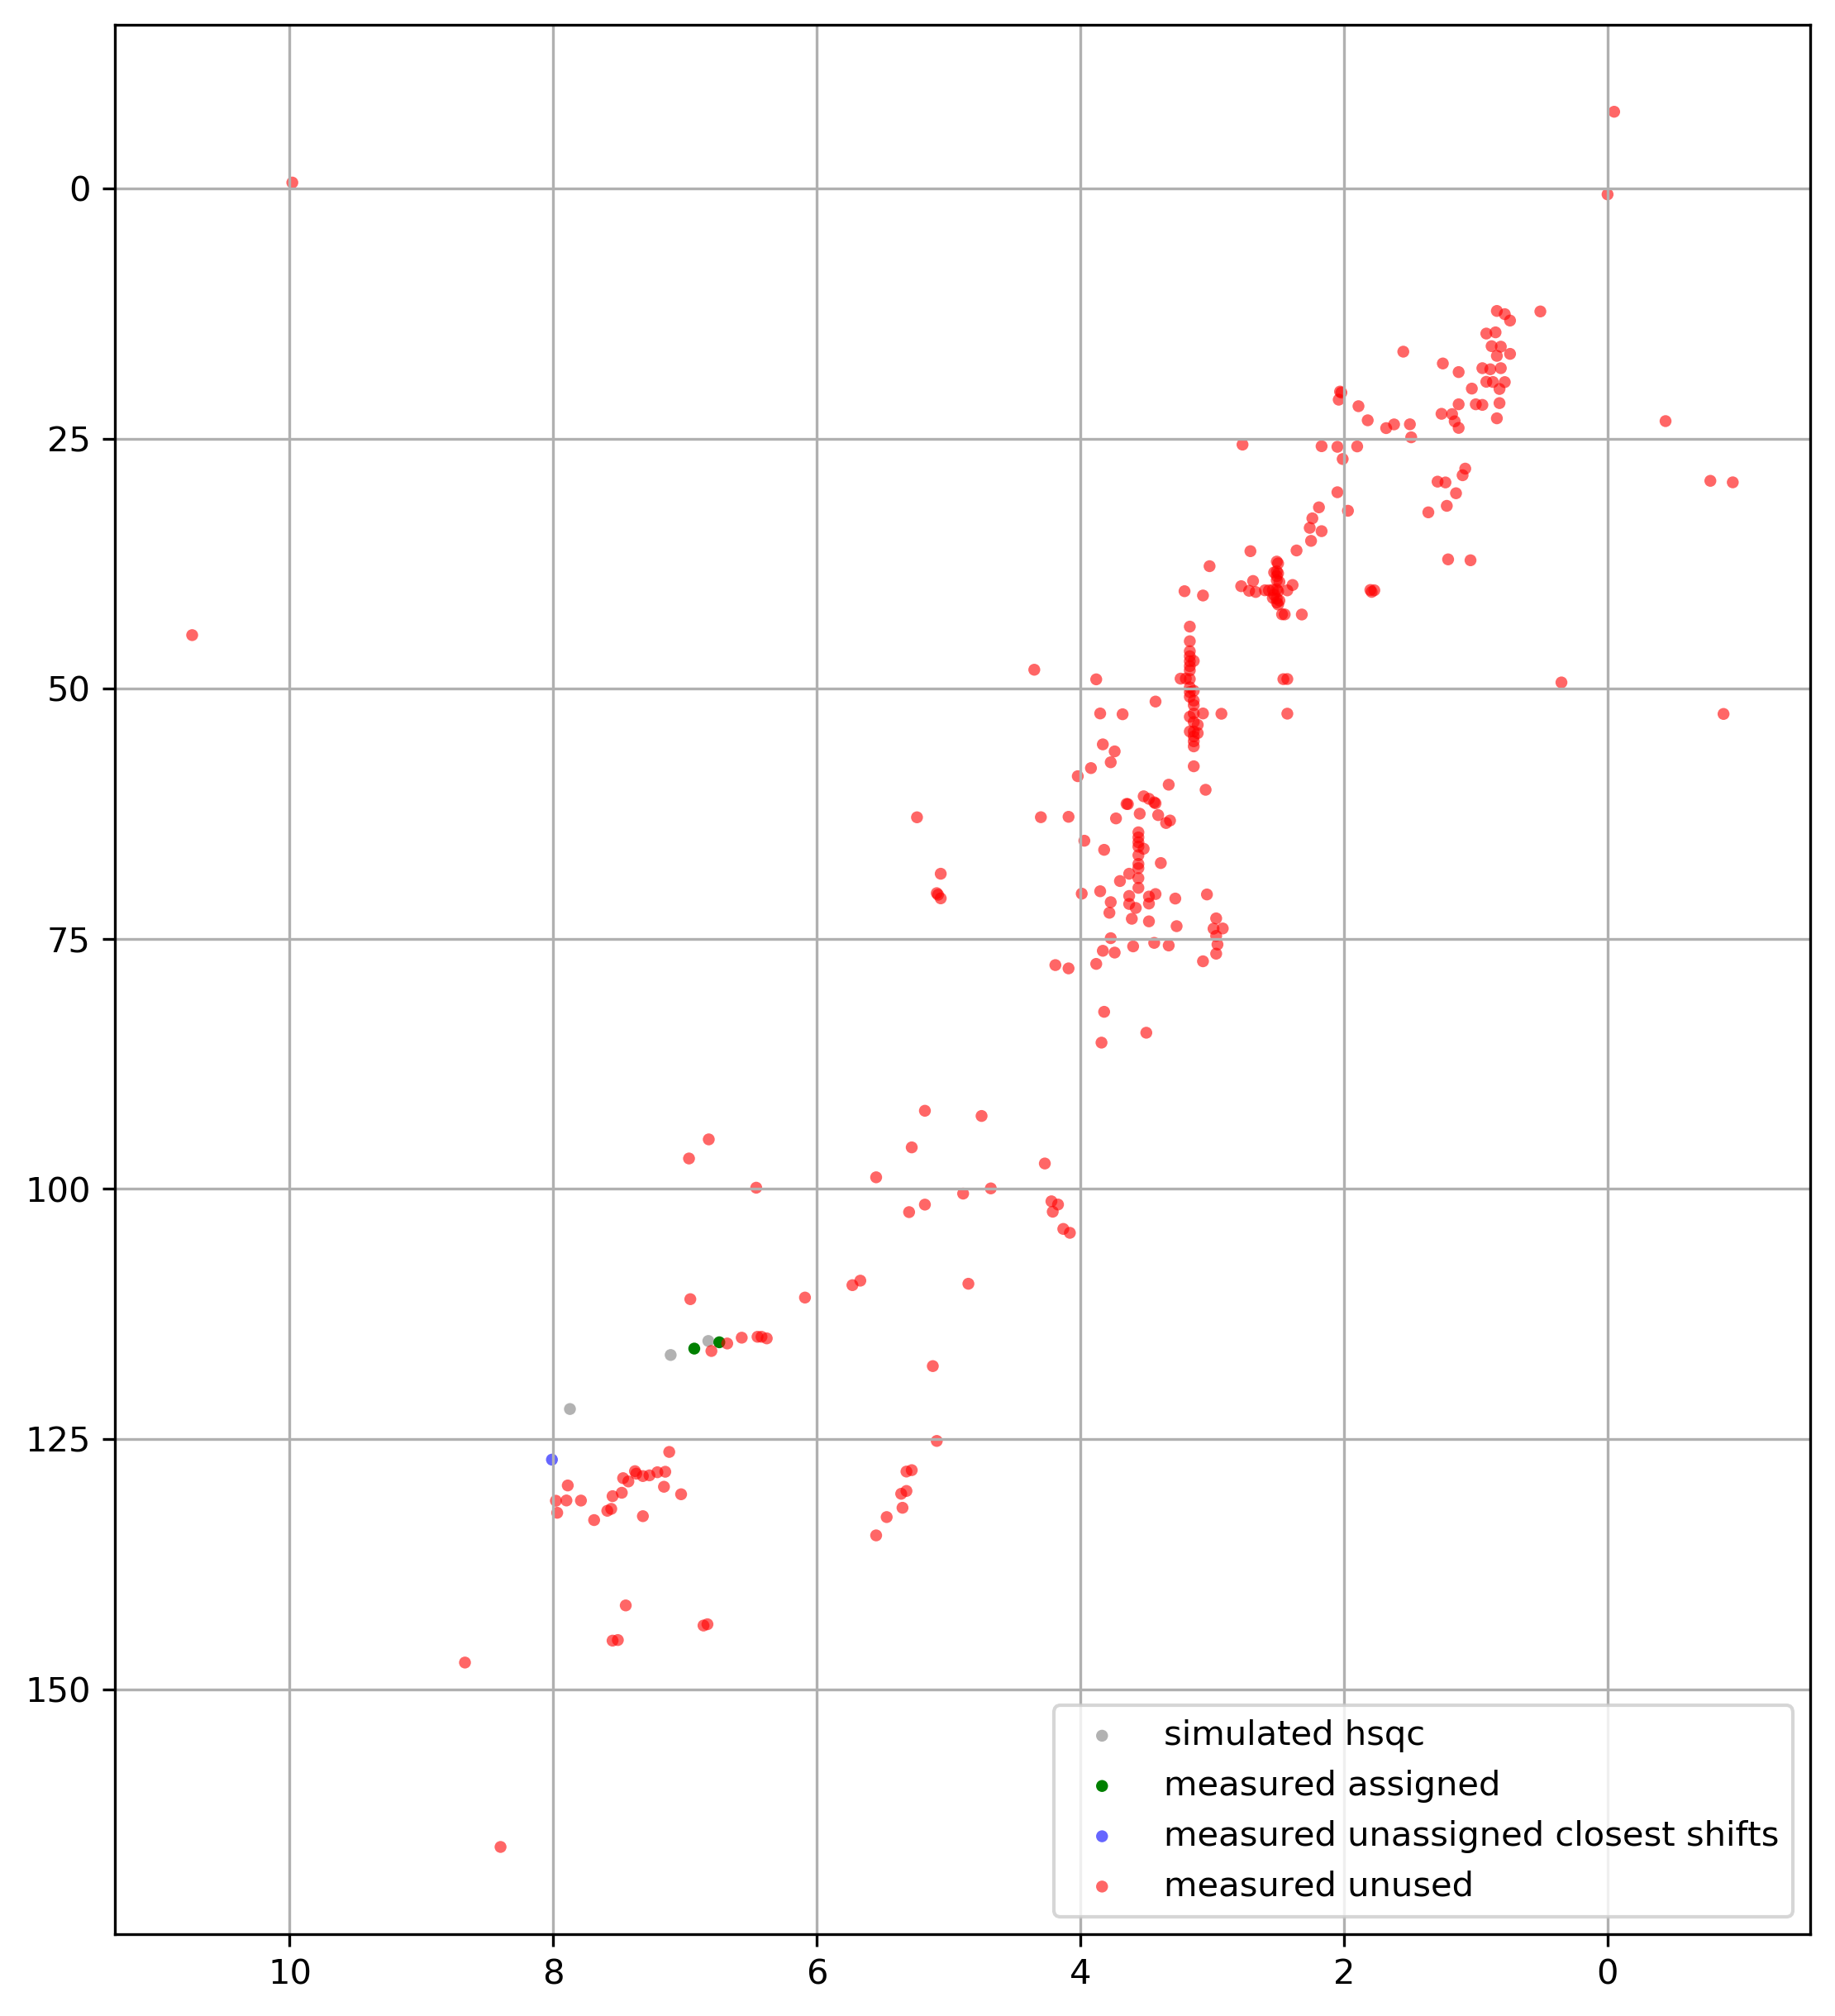 0
25
50
75
100
125
150
simulated hsqc
measured assigned
measured unassigned closest shifts
measured unused
10 8 6 4 2 0